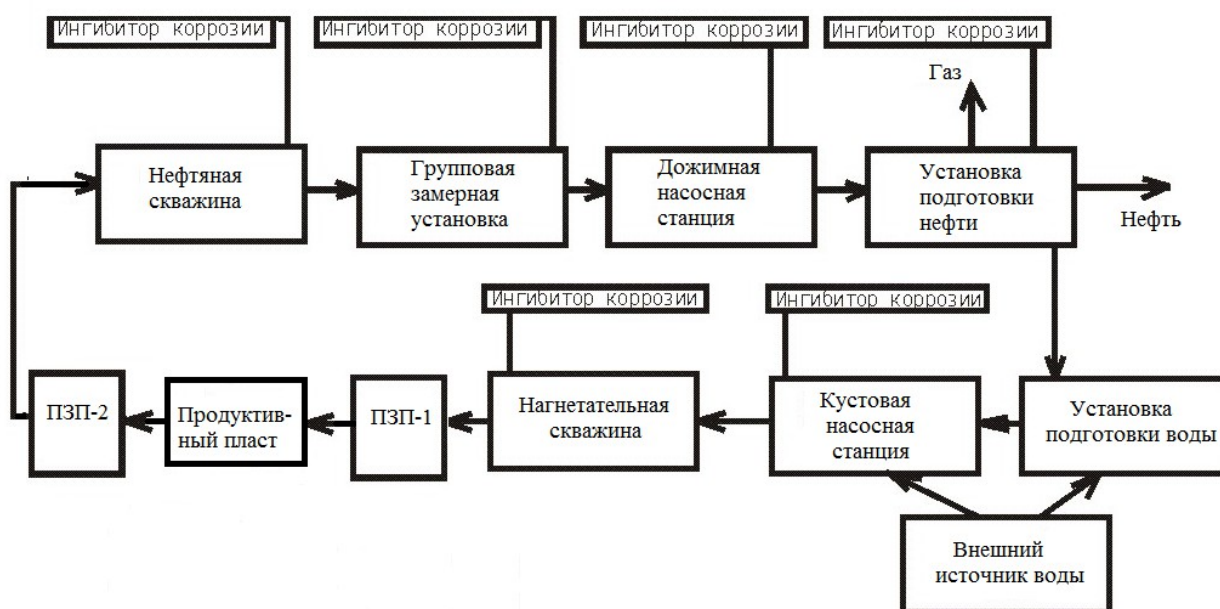 Ингибитор коррозии
Ингибитор коррозии
Ингибитор коррозии
Ингибитор коррозии
Газ
Нефтяная
скважина
Групповая
замерная
установка
Дожимная
насосная
станция
Установка
подготовки
нефти
Нефть
Ингибитор коррозии
Ингибитор коррозии
ПЗП-2
Продуктив-
ный пласт
ПЗП-1
Нагнетательная
скважина
Кустовая
насосная
станция
Установка
подготовки воды
Внешний
источник воды